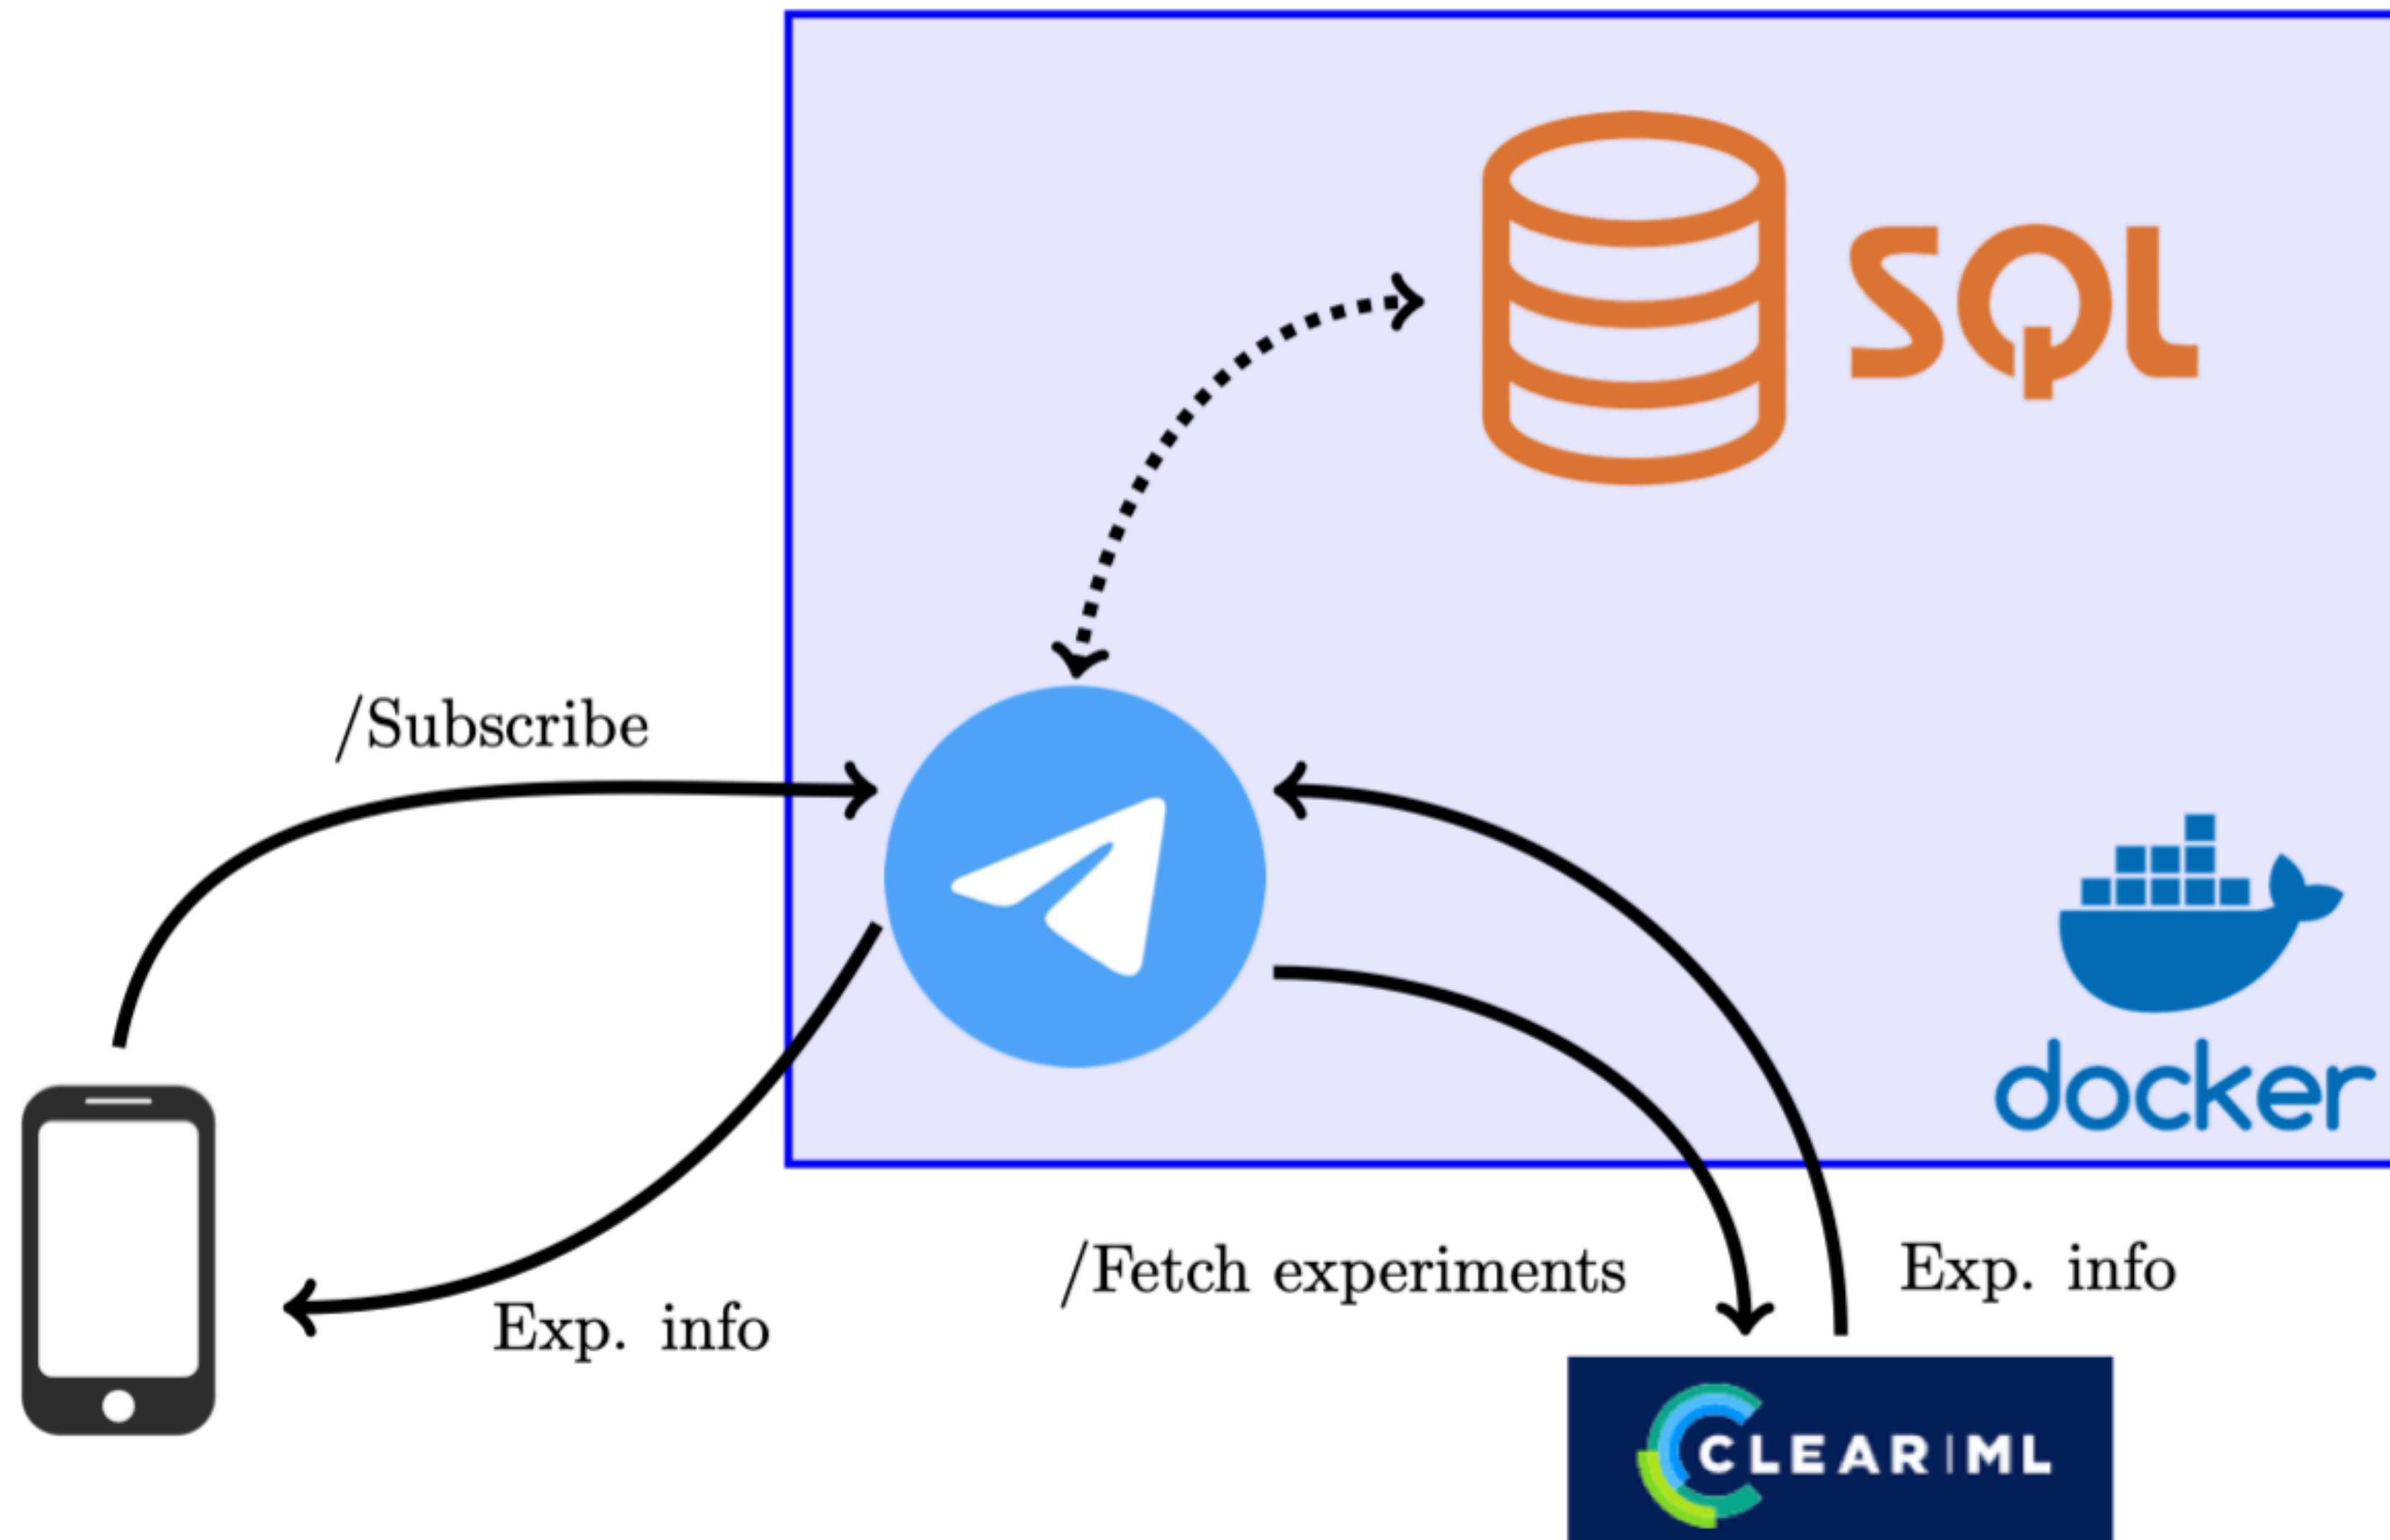 SQL
/Subscribe
docker
/Fetch experiments
Exp. info
Exp. info
CLEAR|ML